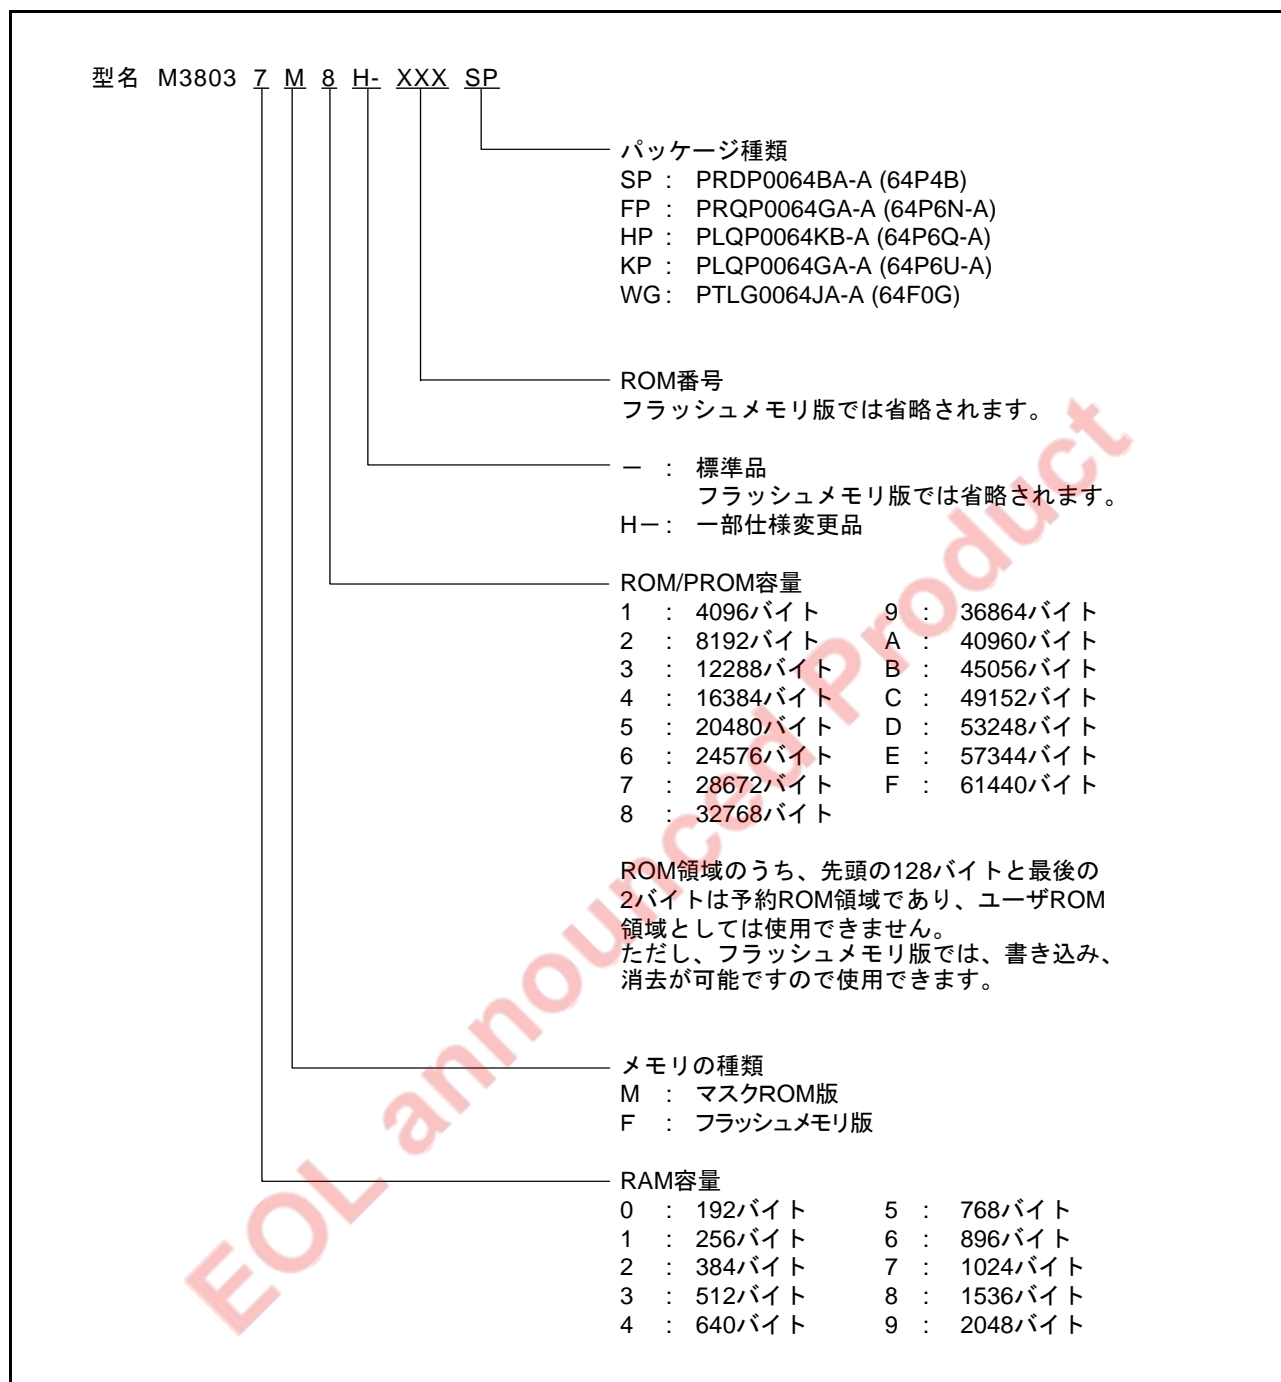 型名 M3803 7 M 8 H- XXX SP
パッケージ種類
SP : PRDP0064BA-A (64P4B)
FP : PRQP0064GA-A (64P6N-A)
HP : PLQP0064KB-A (64P6Q-A)
KP : PLQP0064GA-A (64P6U-A)
WG : PTLG0064JA-A (64F0G)
ROM番号
フラッシュメモリ版では省略されます。
－ : 標準品
フラッシュメモリ版では省略されます。
H－ : 一部仕様変更品
ROM/PROM容量
1 : 4096バイト 9 : 36864バイト
2 : 8192バイト A : 40960バイト
3 : 12288バイト B : 45056バイト
4 : 16384バイト C : 49152バイト
5 : 20480バイト D : 53248バイト
6 : 24576バイト E : 57344バイト
7 : 28672バイト F : 61440バイト
8 : 32768バイト
ROM領域のうち、先頭の128バイトと最後の
2バイトは予約ROM領域であり、ユーザROM
領域としては使用できません。
ただし、フラッシュメモリ版では、書き込み、
消去が可能ですので使用できます。
メモリの種類
M : マスクROM版
F : フラッシュメモリ版
RAM容量
0 : 192バイト 5 : 768バイト
1 : 256バイト 6 : 896バイト
2 : 384バイト 7 : 1024バイト
3 : 512バイト 8 : 1536バイト
4 : 640バイト 9 : 2048バイト
EOL announced Product